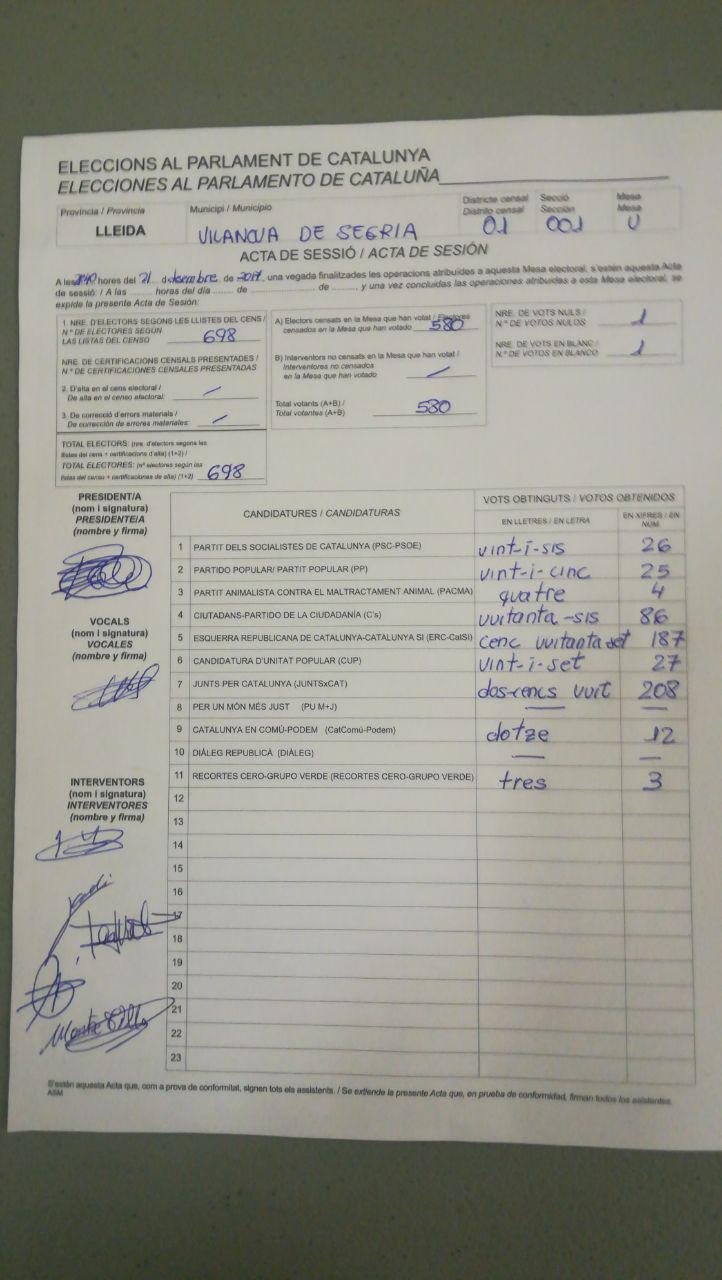 ELECCIONS AL PARLAMENT DE CATALUNYA
ELECCIONES AL PARLAMENTO DE CATALUÑA
Provincia / Provincia Municipi / Municipio Districte censal Secció Mesa
Distrito censal Sección Mesa
LLEIDA VILANOVA DE SEGRIA 01 001 U
ACTA DE SESSIÓ / ACTA DE SESIÓN
A les hores del 21 desembre de 2017, una vegada finalitzades les operacions atribuïdes a aquesta Mesa electoral, s'estén aquesta Acta
de sessió: / A las ........ horas del día ........ de ........................ de ........... y una vez concluidas las operaciones atribuidas a esta Mesa electoral, se
expide la presente Acta de Sesión:
1. NRE. D'ELECTORS SEGONS LES LLISTES DEL CENS /
N.º DE ELECTORES SEGÚN
LAS LISTAS DEL CENSO 698
NRE. DE CERTIFICACIONS CENSALS PRESENTADES /
N.º DE CERTIFICACIONES CENSALES PRESENTADAS
2. D'alta en el cens electoral /
De alta en el censo electoral: —
3. De correcció d'errors materials /
De corrección de errores materiales: —
TOTAL ELECTORS: (nre. d'electors segons les
llistes del cens + certificacions d'alta) (1+2) /
TOTAL ELECTORES: (nº electores según las
listas del censo + certificaciones de alta) (1+2) 698
A) Electors censats en la Mesa que han votat / Electores
censados en la Mesa que han votado 580
B) Interventors no censats en la Mesa que han votat /
Interventores no censados
en la Mesa que han votado —
Total votants (A+B) /
Total votantes (A+B) 580
NRE. DE VOTS NULS /
N.º DE VOTOS NULOS 1
NRE. DE VOTS EN BLANC /
N.º DE VOTOS EN BLANCO 1
PRESIDENT/A
(nom i signatura)
PRESIDENTE/A
(nombre y firma)
VOCALS
(nom i signatura)
VOCALES
(nombre y firma)
INTERVENTORS
(nom i signatura)
INTERVENTORES
(nombre y firma)
CANDIDATURES / CANDIDATURAS VOTS OBTINGUTS / VOTOS OBTENIDOS
EN LLETRES / EN LETRA EN XIFRES / EN NÚM
1 PARTIT DELS SOCIALISTES DE CATALUNYA (PSC-PSOE) vint-i-sis 26
2 PARTIDO POPULAR/ PARTIT POPULAR (PP) vint-i-cinc 25
3 PARTIT ANIMALISTA CONTRA EL MALTRACTAMENT ANIMAL (PACMA) quatre 4
4 CIUTADANS-PARTIDO DE LA CIUDADANÍA (C's) vuitanta-sis 86
5 ESQUERRA REPUBLICANA DE CATALUNYA-CATALUNYA SÍ (ERC-CatSí) cenc vuitanta set 187
6 CANDIDATURA D'UNITAT POPULAR (CUP) vint-i-set 27
7 JUNTS PER CATALUNYA (JUNTSxCAT) dos-cencs vuit 208
8 PER UN MÓN MÉS JUST (PU M+J) — —
9 CATALUNYA EN COMÚ-PODEM (CatComú-Podem) dotze 12
10 DIÀLEG REPUBLICÀ (DIÀLEG) — —
11 RECORTES CERO-GRUPO VERDE (RECORTES CERO-GRUPO VERDE) tres 3
12
13
14
15
16
17
18
19
20
21
22
23
S'estén aquesta Acta que, com a prova de conformitat, signen tots els assistents. / Se extiende la presente Acta que, en prueba de conformidad, firman todos los asistentes.
ASM